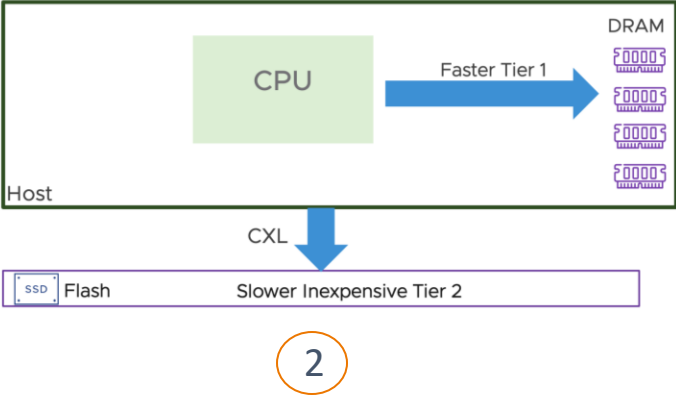 DRAM
CPU
Faster Tier 1
Host
CXL
SSD Flash
Slower Inexpensive Tier 2
2